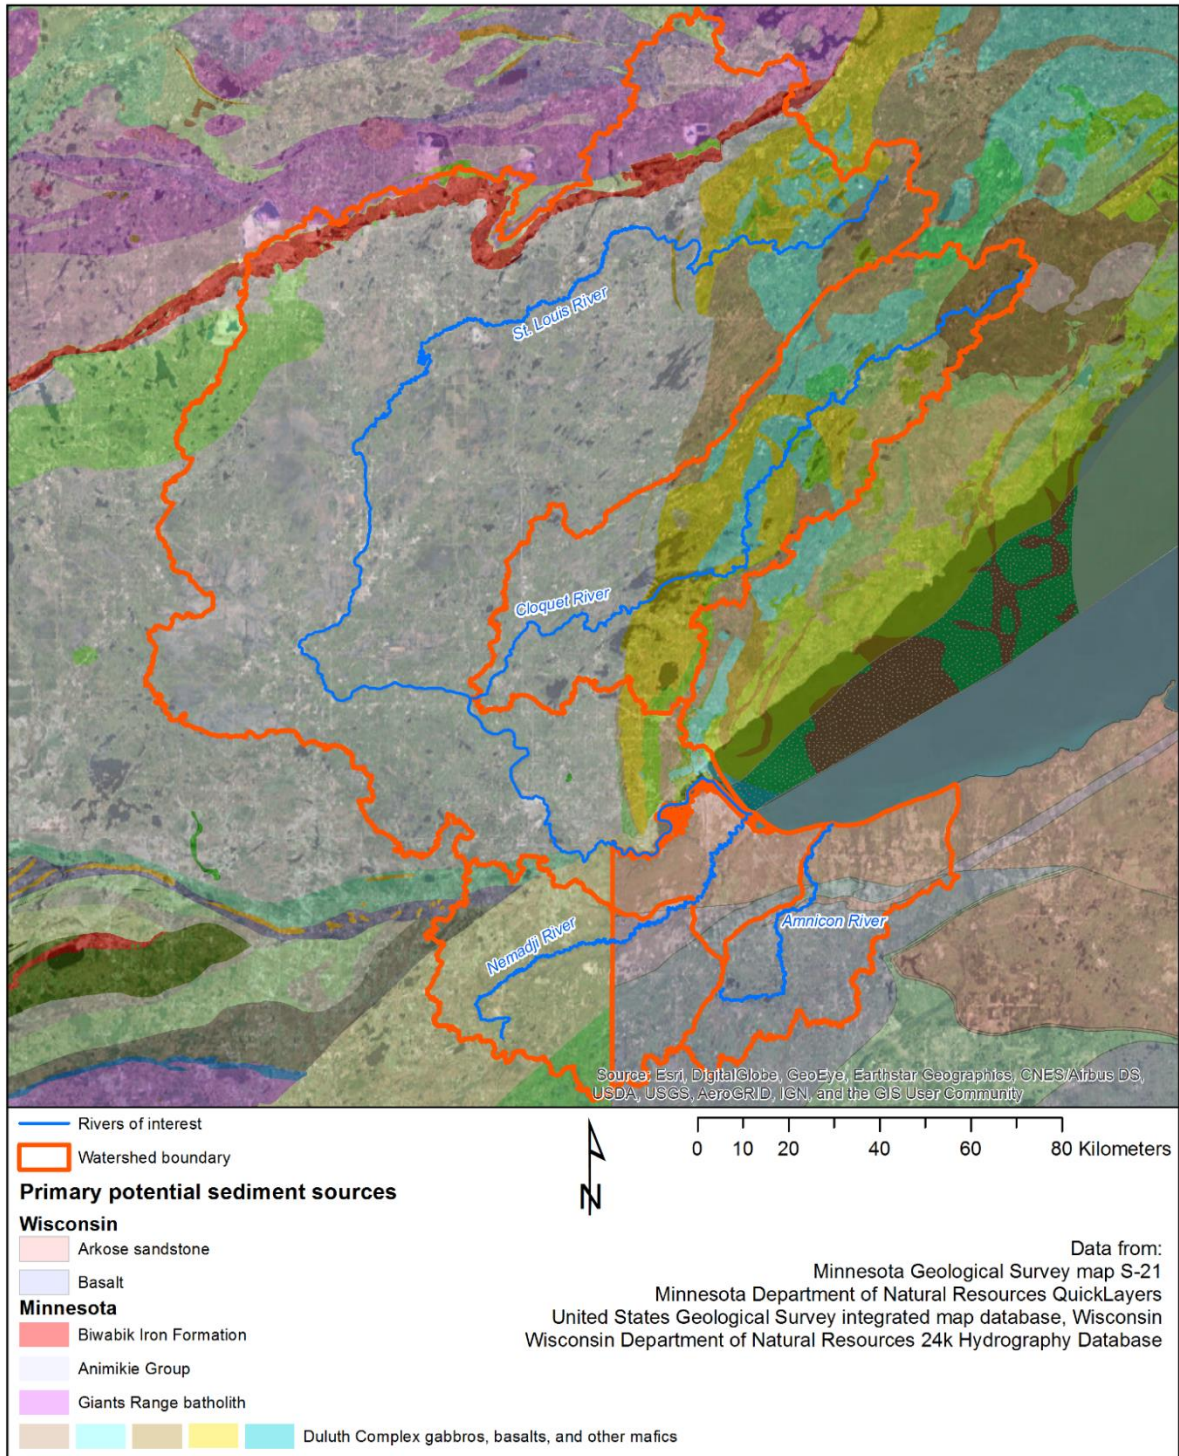 St. Louis River
Cloquet River
Nemadji River
Amnicon River
Source: Esri, DigitalGlobe, GeoEye, Earthstar Geographics, CNES/Airbus DS,
USDA, USGS, AeroGRID, IGN, and the GIS User Community
Rivers of interest
Watershed boundary
0 10 20 40 60 80 Kilometers
N
Primary potential sediment sources
Wisconsin
Arkose sandstone
Basalt
Minnesota
Biwabik Iron Formation
Animikie Group
Giants Range batholith
Duluth Complex gabbros, basalts, and other mafics
Data from:
Minnesota Geological Survey map S-21
Minnesota Department of Natural Resources QuickLayers
United States Geological Survey integrated map database, Wisconsin
Wisconsin Department of Natural Resources 24k Hydrography Database